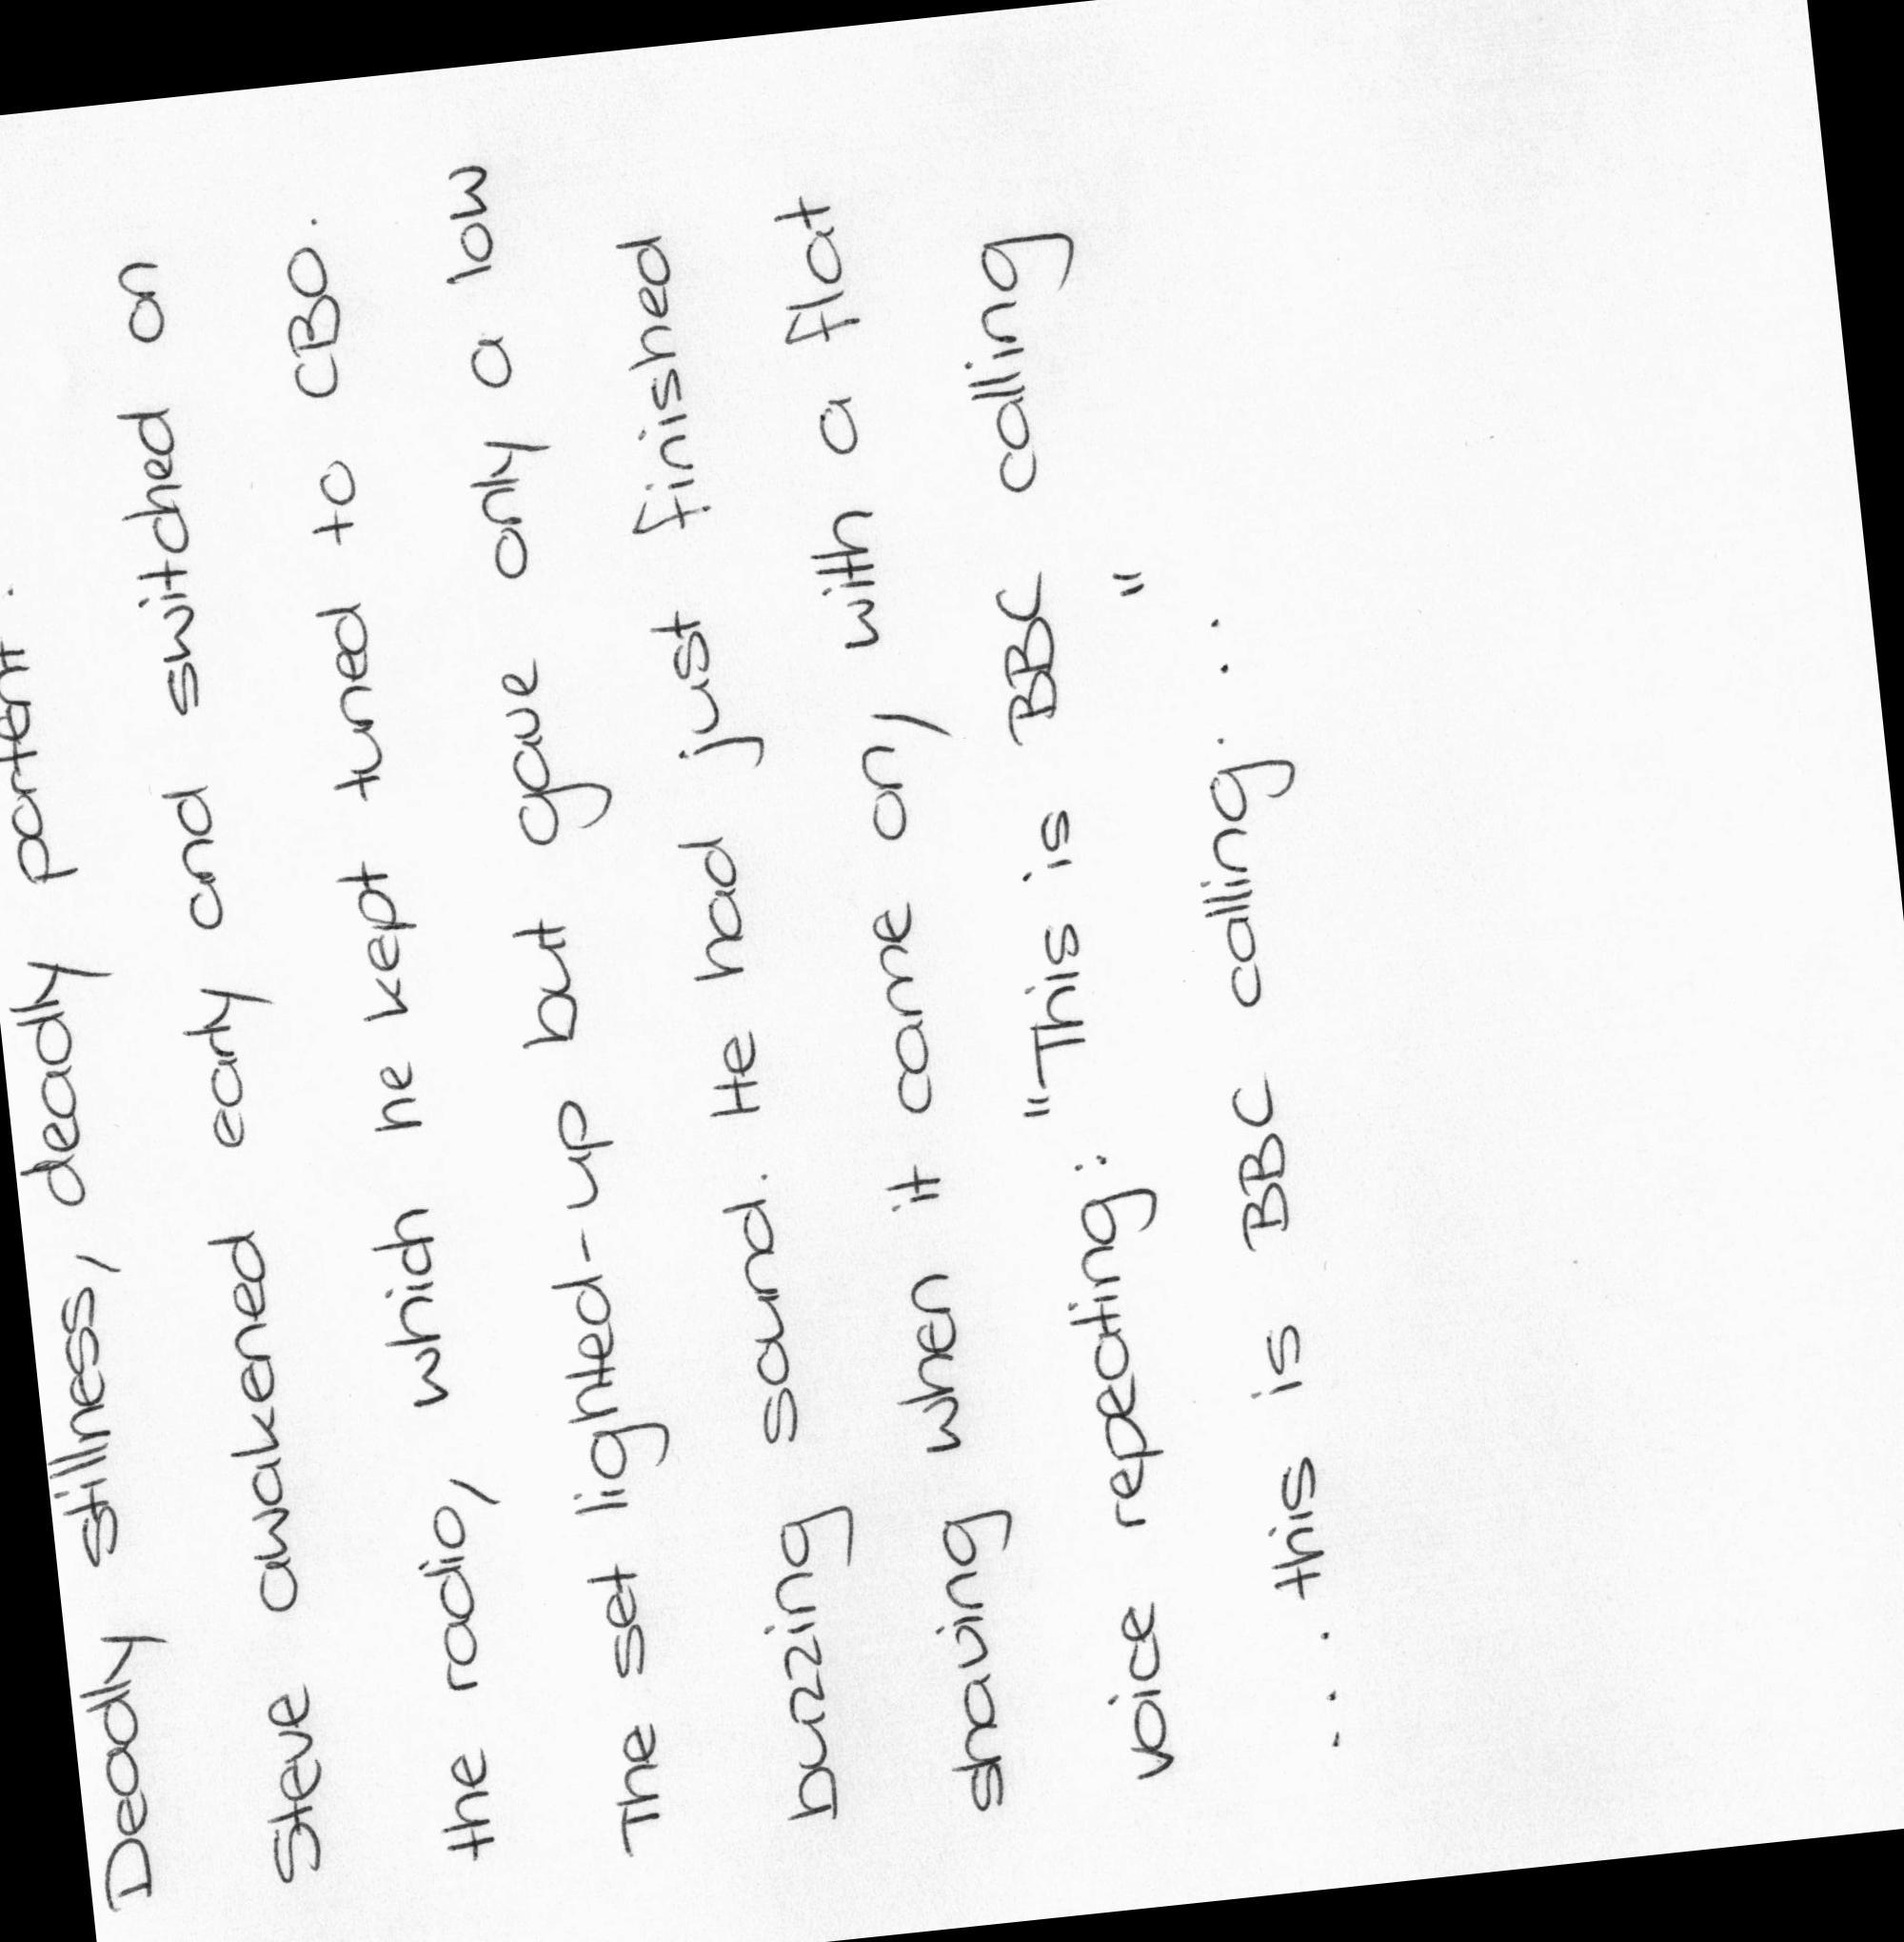 Deadly stillness, deadly portent.
Steve awakened early and switched on
the radio, which he kept tuned to CBO.
The set lighted-up but gave only a low
buzzing sound. He had just finished
shaving when it came on, with a flat
voice repeating: "This is BBC calling
... this is BBC calling... "